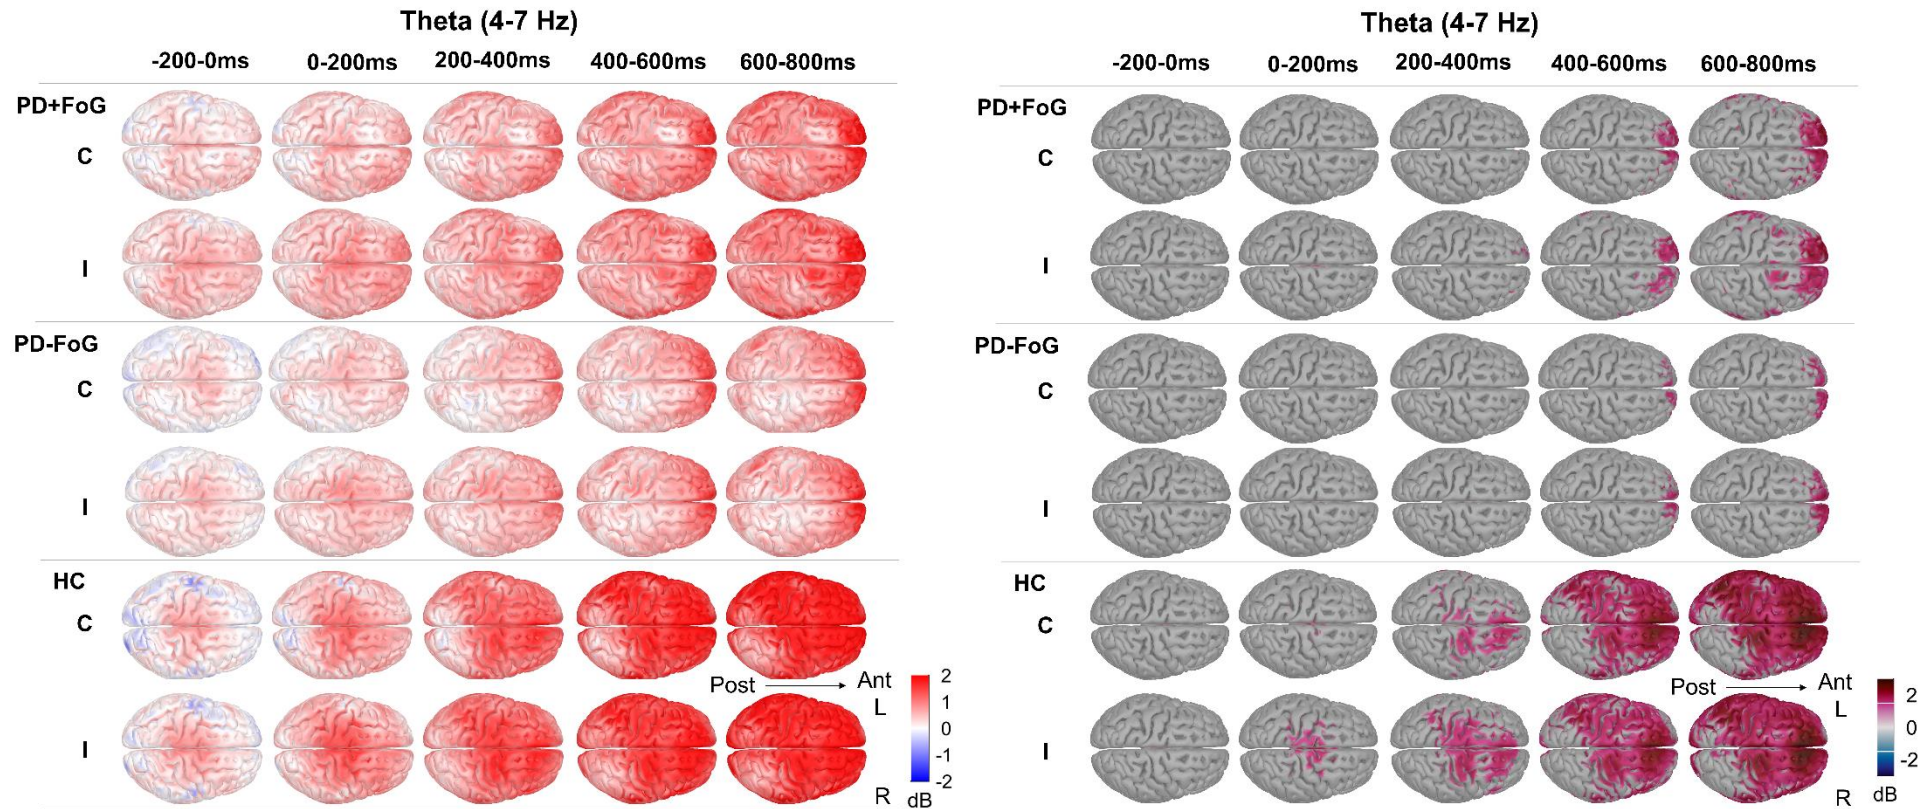 Theta (4-7 Hz)
-200-0ms 0-200ms 200-400ms 400-600ms 600-800ms
PD+FoG
C
I
PD-FoG
C
I
HC
C
I
Post Ant
L
R
2
1
0
-1
-2
dB
Theta (4-7 Hz)
-200-0ms 0-200ms 200-400ms 400-600ms 600-800ms
PD+FoG
C
I
PD-FoG
C
I
HC
C
I
Post Ant
L
R
2
0
-2
dB